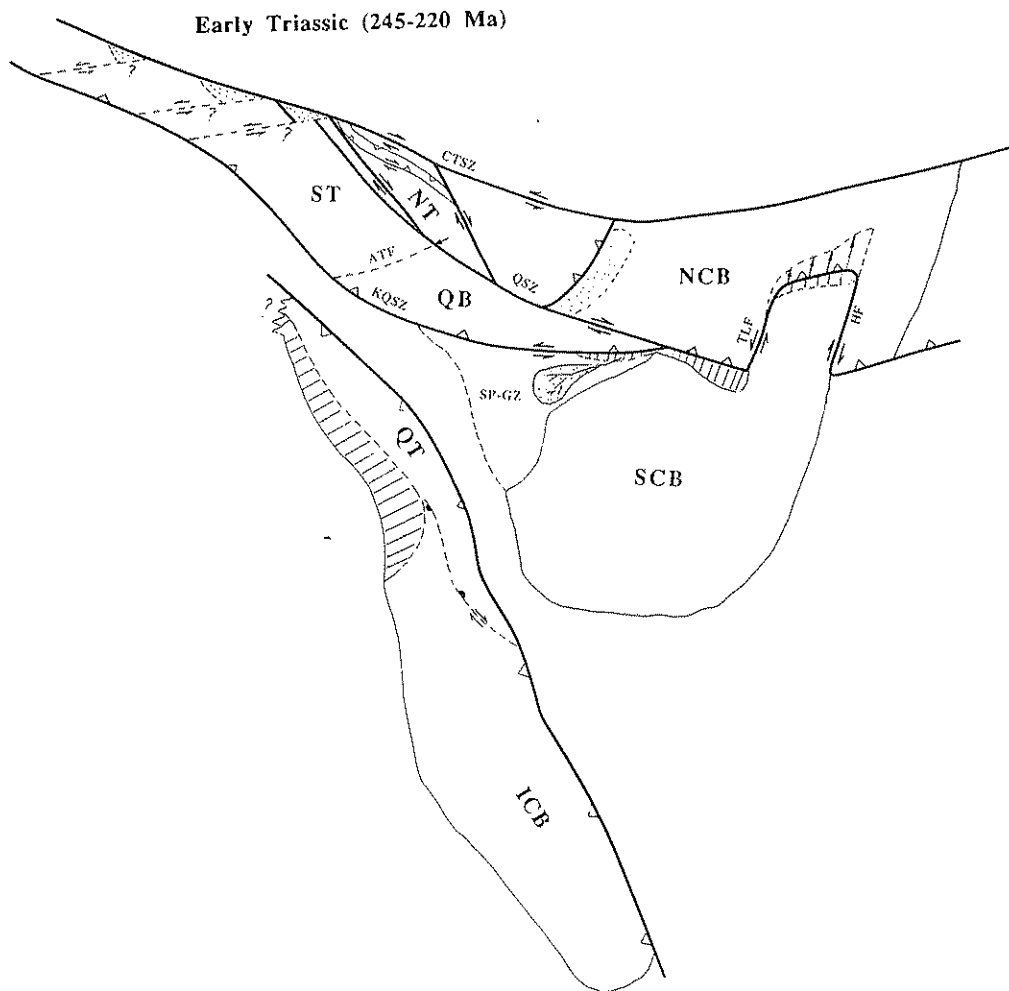 Early Triassic (245-220 Ma)
?
?
?
CTSZ
ST
NT
ATF
QSZ
NCB
KQSZ
QB
?
TLF
HF
SP-GZ
QT
SCB
ICB